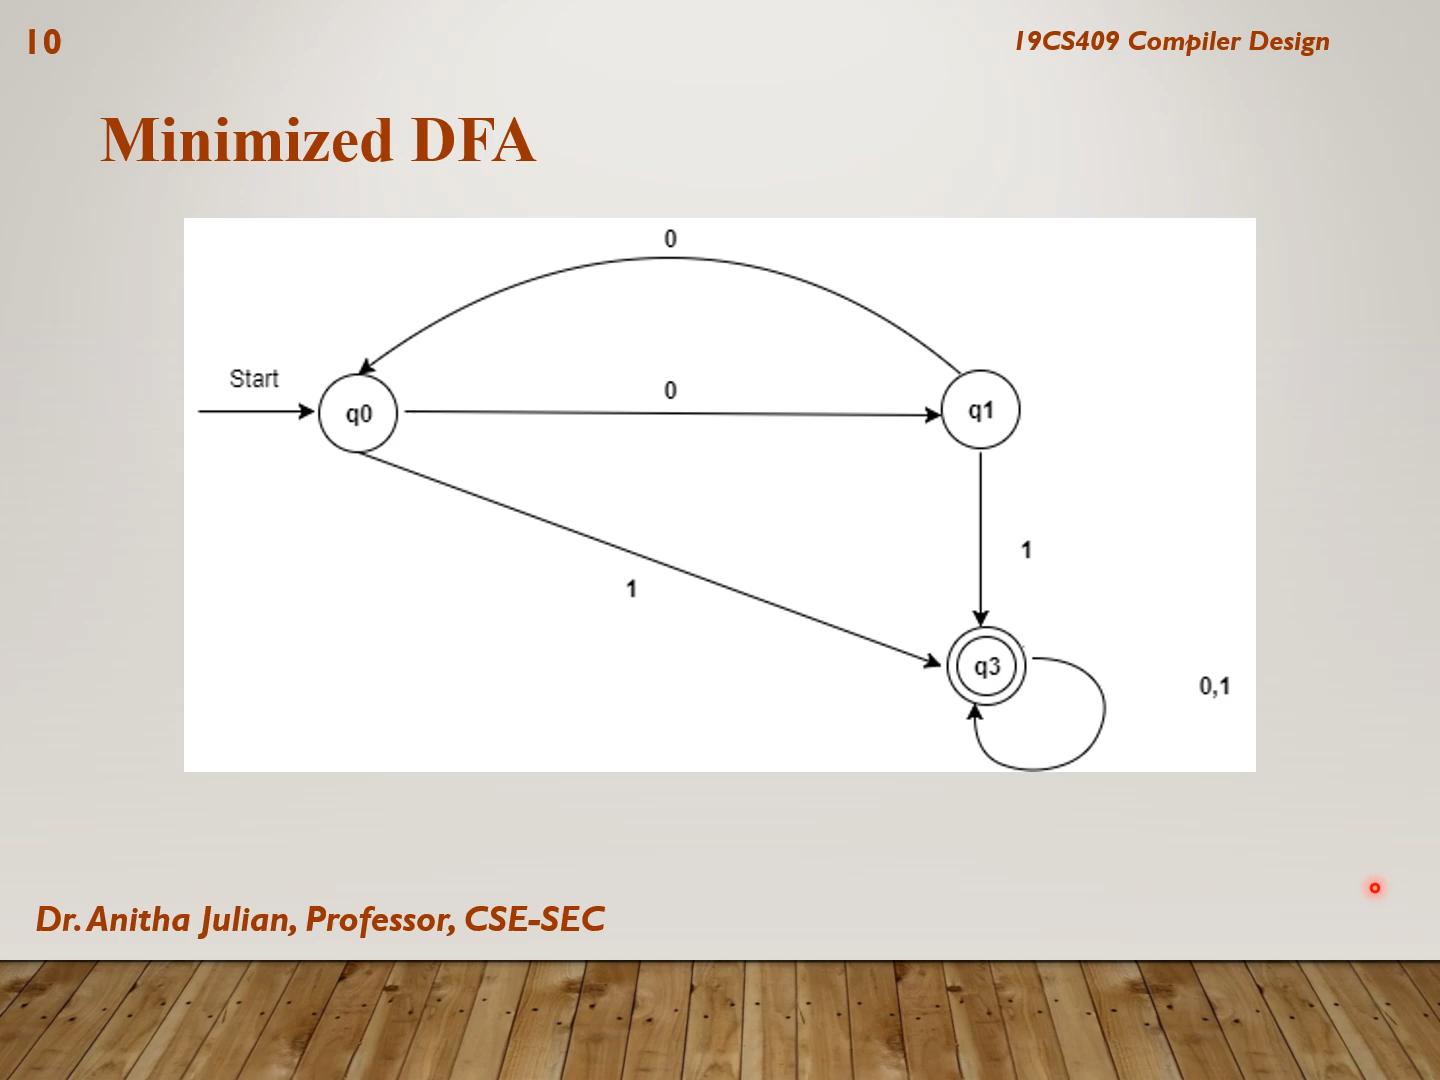 10
19CS409 Compiler Design
Minimized DFA
0
Start
0
q0
q1
1
1
q3
0,1
Dr. Anitha Julian, Professor, CSE-SEC